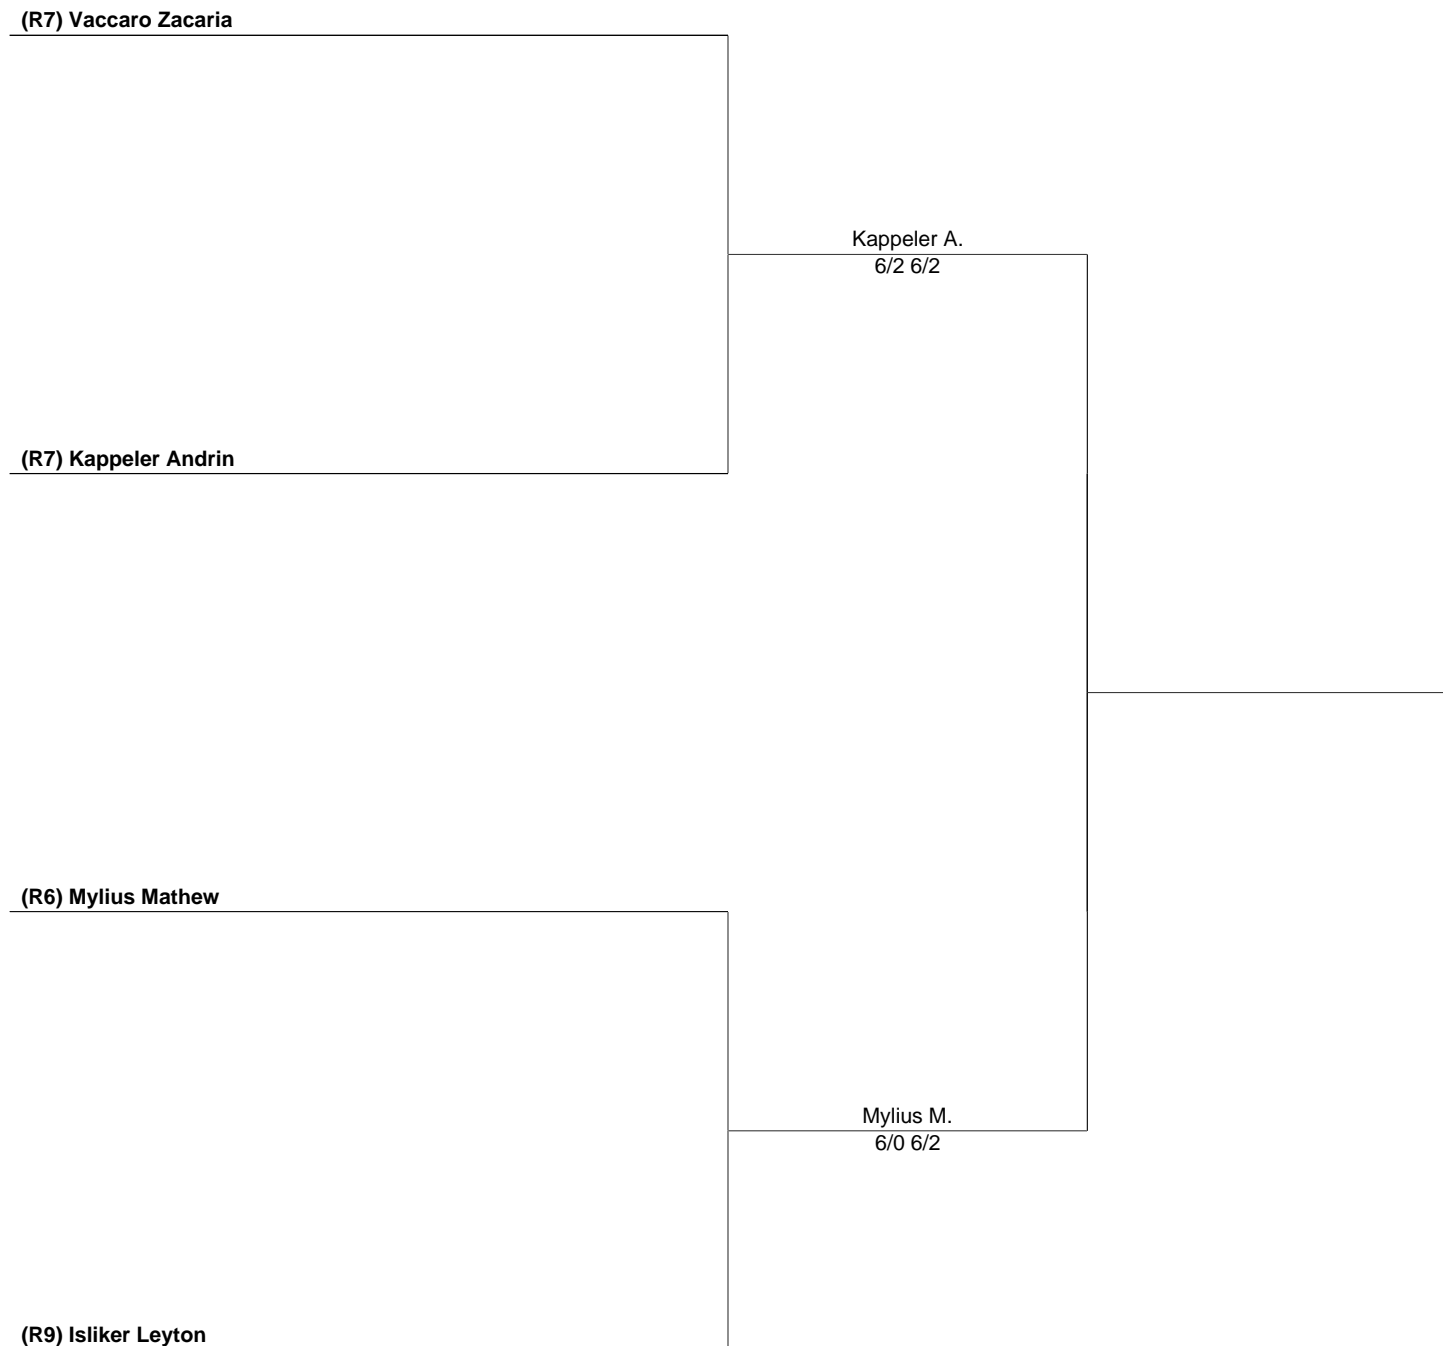 (R7) Vaccaro Zacaria
Kappeler A.
6/2 6/2
(R7) Kappeler Andrin
(R6) Mylius Mathew
Mylius M.
6/0 6/2
(R9) Isliker Leyton